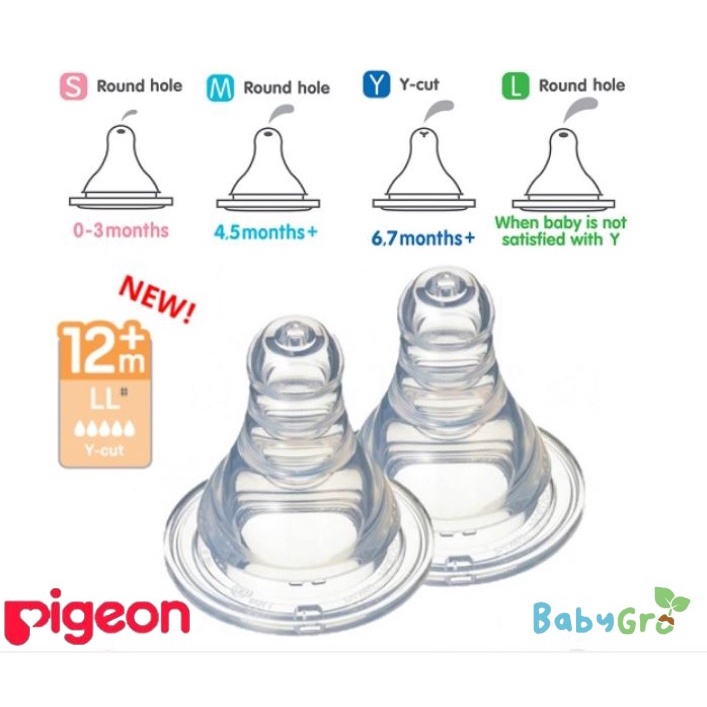 S Round hole
M Round hole
Y Y-cut
L Round hole
0-3months
4,5months+
6,7months+
When baby is not
satisfied with Y
NEW!
12+m
LL#
Y-cut
pigeon
BabyGro